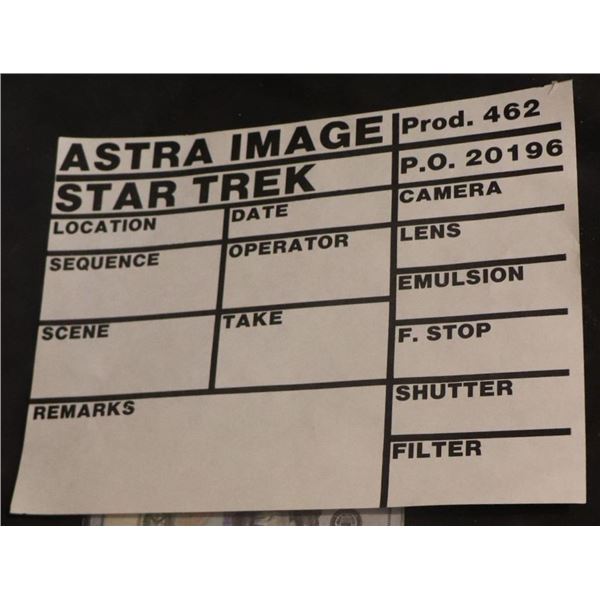 ASTRA IMAGE
Prod. 462
STAR TREK
P.O. 20196
LOCATION
DATE
CAMERA
SEQUENCE
OPERATOR
LENS
EMULSION
SCENE
TAKE
F. STOP
REMARKS
SHUTTER
FILTER